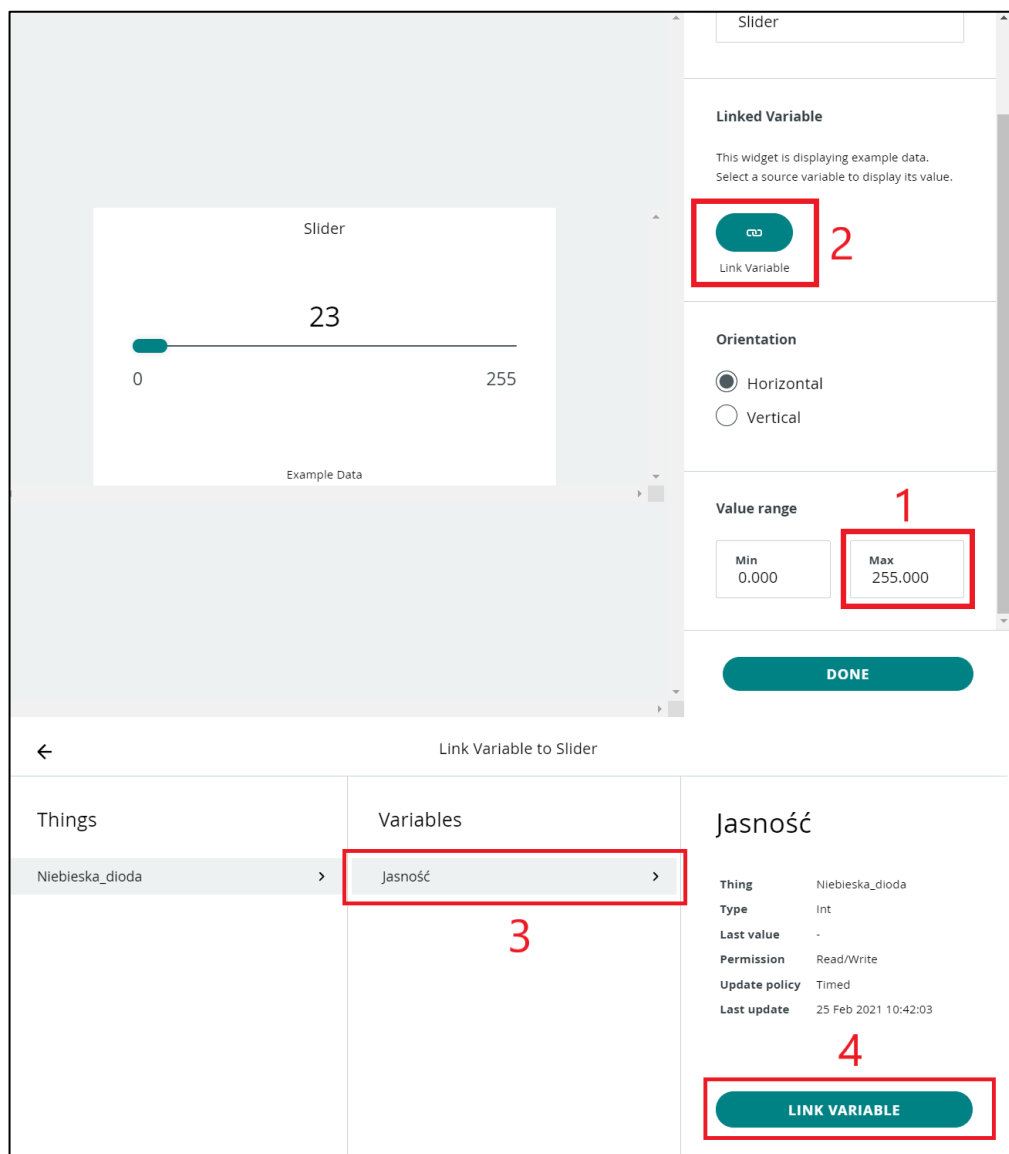 Slider
Linked Variable
This widget is displaying example data.
Select a source variable to display its value.
2
Link Variable
Slider
23
0 255
Example Data
Orientation
Horizontal
Vertical
Value range
1
Min
0.000
Max
255.000
DONE
Link Variable to Slider
Things
Niebieska_dioda
Variables
Jasność
3
Jasność
Thing Niebieska_dioda
Type Int
Last value -
Permission Read/Write
Update policy Timed
Last update 25 Feb 2021 10:42:03
4
LINK VARIABLE